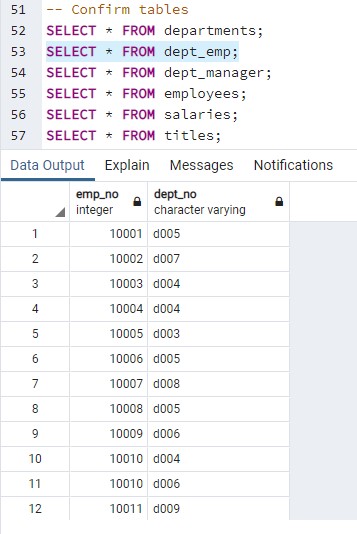 51 -- Confirm tables
52 SELECT * FROM departments;
53 SELECT * FROM dept_emp;
54 SELECT * FROM dept_manager;
55 SELECT * FROM employees;
56 SELECT * FROM salaries;
57 SELECT * FROM titles;
Data Output Explain Messages Notifications
emp_no dept_no
integer character varying
1 10001 d005
2 10002 d007
3 10003 d004
4 10004 d004
5 10005 d003
6 10006 d005
7 10007 d008
8 10008 d005
9 10009 d006
10 10010 d004
11 10010 d006
12 10011 d009